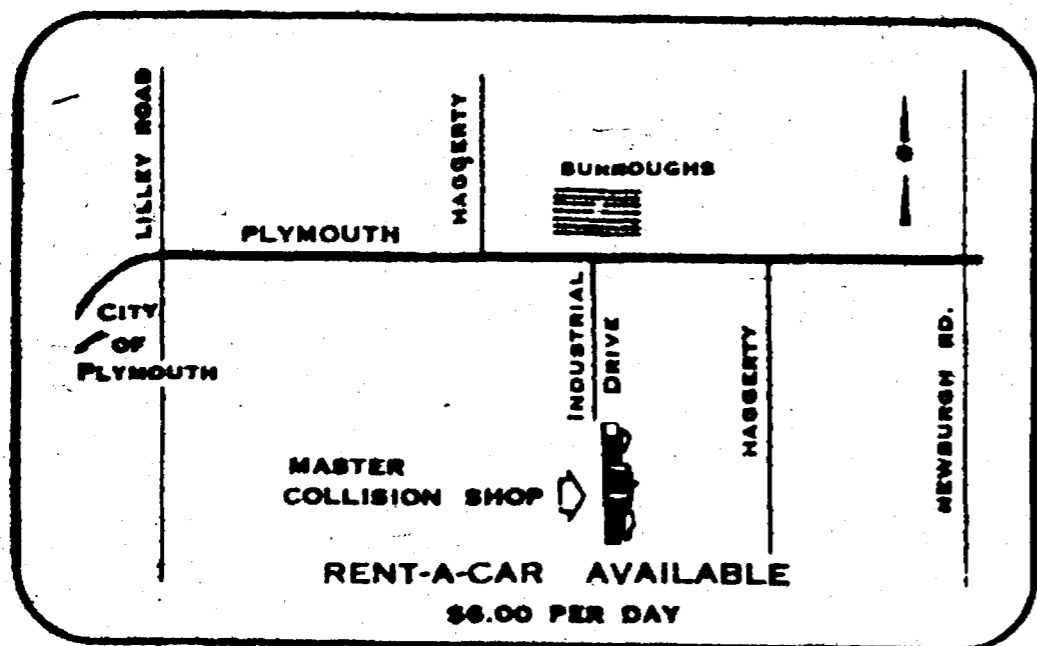 LILLEY ROAD
HAGGERTY
BURROUGHS
PLYMOUTH
CITY
OF
PLYMOUTH
INDUSTRIAL
DRIVE
HAGGERTY
NEWBURGH RD.
MASTER
COLLISION SHOP
RENT-A-CAR AVAILABLE
$6.00 PER DAY